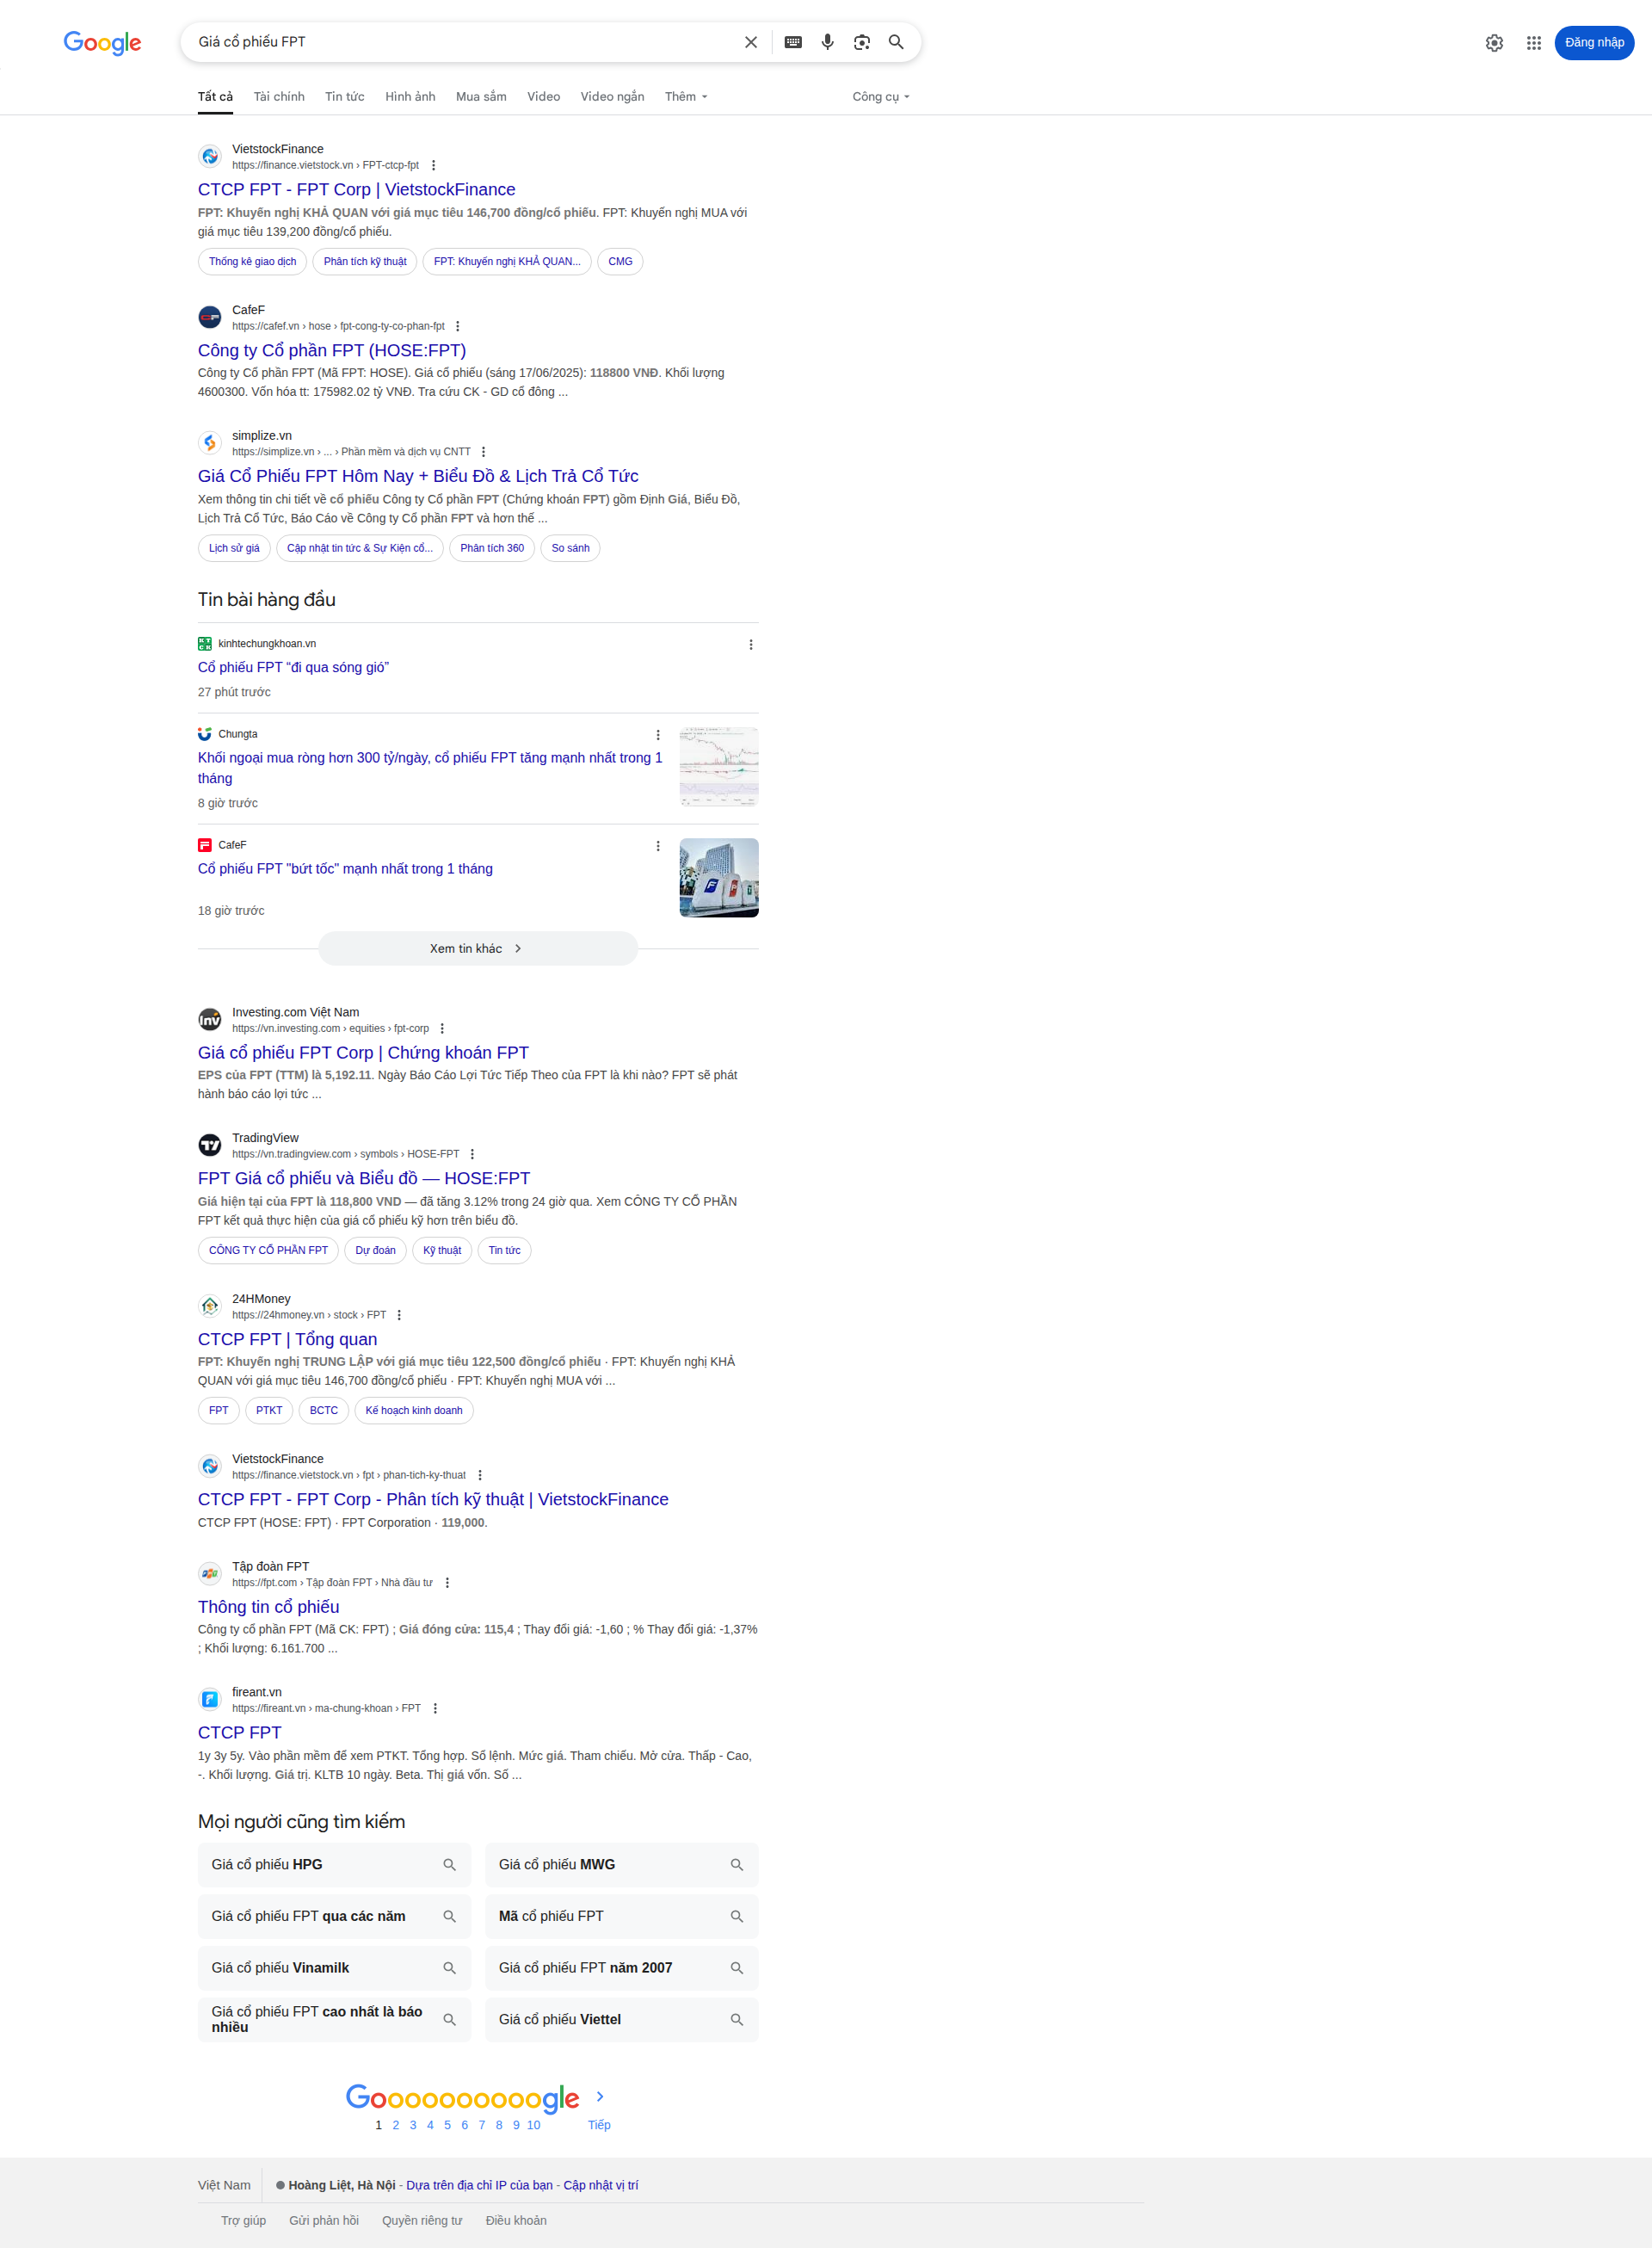 Google
Giá cổ phiếu FPT
Đăng nhập
Tất cả Tài chính Tin tức Hình ảnh Mua sắm Video Video ngắn Thêm Công cụ
VietstockFinance
https://finance.vietstock.vn › FPT-ctcp-fpt
CTCP FPT - FPT Corp | VietstockFinance
FPT: Khuyến nghị KHẢ QUAN với giá mục tiêu 146,700 đồng/cổ phiếu. FPT: Khuyến nghị MUA với
giá mục tiêu 139,200 đồng/cổ phiếu.
Thống kê giao dịch Phân tích kỹ thuật FPT: Khuyến nghị KHẢ QUAN... CMG
CafeF
https://cafef.vn › hose › fpt-cong-ty-co-phan-fpt
Công ty Cổ phần FPT (HOSE:FPT)
Công ty Cổ phần FPT (Mã FPT: HOSE). Giá cổ phiếu (sáng 17/06/2025): 118800 VNĐ. Khối lượng
4600300. Vốn hóa tt: 175982.02 tỷ VNĐ. Tra cứu CK - GD cổ đông ...
simplize.vn
https://simplize.vn › ... › Phần mềm và dịch vụ CNTT
Giá Cổ Phiếu FPT Hôm Nay + Biểu Đồ & Lịch Trả Cổ Tức
Xem thông tin chi tiết về cổ phiếu Công ty Cổ phần FPT (Chứng khoán FPT) gồm Định Giá, Biểu Đồ,
Lịch Trả Cổ Tức, Báo Cáo về Công ty Cổ phần FPT và hơn thế ...
Lịch sử giá Cập nhật tin tức & Sự Kiện cổ... Phân tích 360 So sánh
Tin bài hàng đầu
kinhtechungkhoan.vn
Cổ phiếu FPT “đi qua sóng gió”
27 phút trước
Chungta
Khối ngoại mua ròng hơn 300 tỷ/ngày, cổ phiếu FPT tăng mạnh nhất trong 1
tháng
8 giờ trước
CafeF
Cổ phiếu FPT "bứt tốc" mạnh nhất trong 1 tháng
18 giờ trước
Xem tin khác
Investing.com Việt Nam
https://vn.investing.com › equities › fpt-corp
Giá cổ phiếu FPT Corp | Chứng khoán FPT
EPS của FPT (TTM) là 5,192.11. Ngày Báo Cáo Lợi Tức Tiếp Theo của FPT là khi nào? FPT sẽ phát
hành báo cáo lợi tức ...
TradingView
https://vn.tradingview.com › symbols › HOSE-FPT
FPT Giá cổ phiếu và Biểu đồ — HOSE:FPT
Giá hiện tại của FPT là 118,800 VND — đã tăng 3.12% trong 24 giờ qua. Xem CÔNG TY CỔ PHẦN
FPT kết quả thực hiện của giá cổ phiếu kỹ hơn trên biểu đồ.
CÔNG TY CỔ PHẦN FPT Dự đoán Kỹ thuật Tin tức
24HMoney
https://24hmoney.vn › stock › FPT
CTCP FPT | Tổng quan
FPT: Khuyến nghị TRUNG LẬP với giá mục tiêu 122,500 đồng/cổ phiếu · FPT: Khuyến nghị KHẢ
QUAN với giá mục tiêu 146,700 đồng/cổ phiếu · FPT: Khuyến nghị MUA với ...
FPT PTKT BCTC Kế hoạch kinh doanh
VietstockFinance
https://finance.vietstock.vn › fpt › phan-tich-ky-thuat
CTCP FPT - FPT Corp - Phân tích kỹ thuật | VietstockFinance
CTCP FPT (HOSE: FPT) · FPT Corporation · 119,000.
Tập đoàn FPT
https://fpt.com › Tập đoàn FPT › Nhà đầu tư
Thông tin cổ phiếu
Công ty cổ phần FPT (Mã CK: FPT) ; Giá đóng cửa: 115,4 ; Thay đổi giá: -1,60 ; % Thay đổi giá: -1,37%
; Khối lượng: 6.161.700 ...
fireant.vn
https://fireant.vn › ma-chung-khoan › FPT
CTCP FPT
1y 3y 5y. Vào phần mềm để xem PTKT. Tổng hợp. Sổ lệnh. Mức giá. Tham chiếu. Mở cửa. Thấp - Cao,
-. Khối lượng. Giá trị. KLTB 10 ngày. Beta. Thị giá vốn. Số ...
Mọi người cũng tìm kiếm
Giá cổ phiếu HPG Giá cổ phiếu MWG
Giá cổ phiếu FPT qua các năm Mã cổ phiếu FPT
Giá cổ phiếu Vinamilk Giá cổ phiếu FPT năm 2007
Giá cổ phiếu FPT cao nhất là báo
nhiều
Giá cổ phiếu Viettel
Goooooooooogle
1 2 3 4 5 6 7 8 9 10 Tiếp
Việt Nam Hoàng Liệt, Hà Nội - Dựa trên địa chỉ IP của bạn - Cập nhật vị trí
Trợ giúp Gửi phản hồi Quyền riêng tư Điều khoản